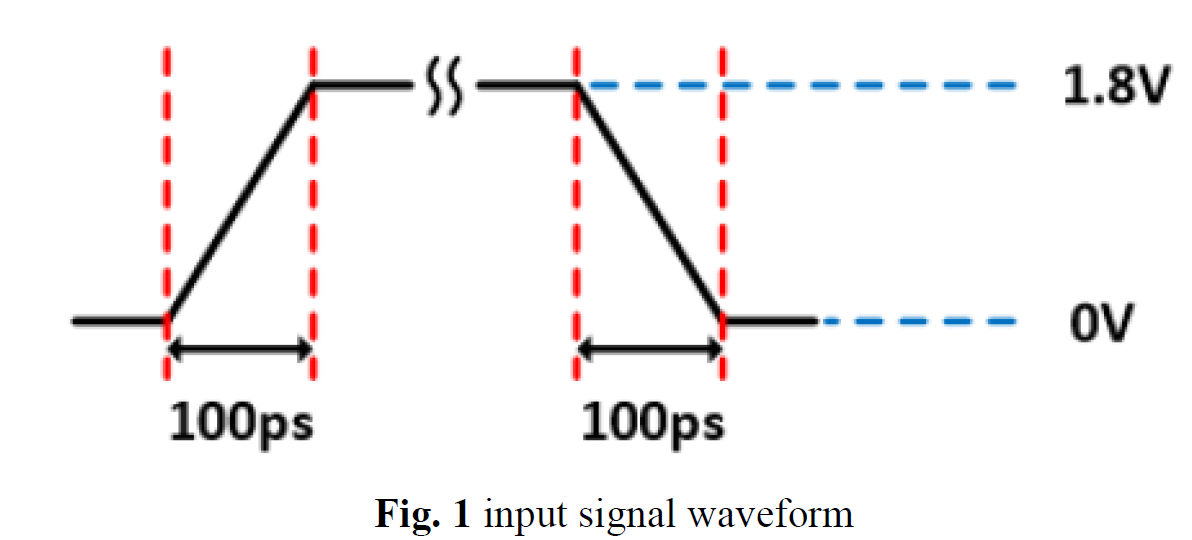 1.8V
0V
100ps 100ps
Fig. 1 input signal waveform